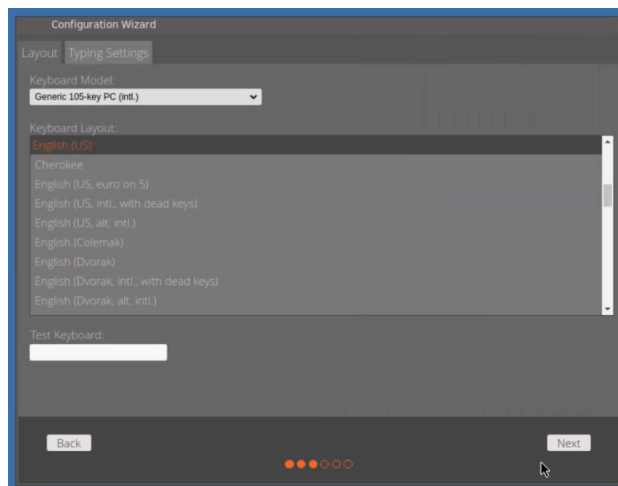 Configuration Wizard
Layout Typing Settings
Keyboard Model:
Generic 105-key PC (intl.)
Keyboard Layout:
English (US)
Cherokee
English (US, euro on 5)
English (US, intl., with dead keys)
English (US, alt. intl.)
English (Colemak)
English (Dvorak)
English (Dvorak, intl., with dead keys)
English (Dvorak, alt. intl.)
Test Keyboard:
Back Next